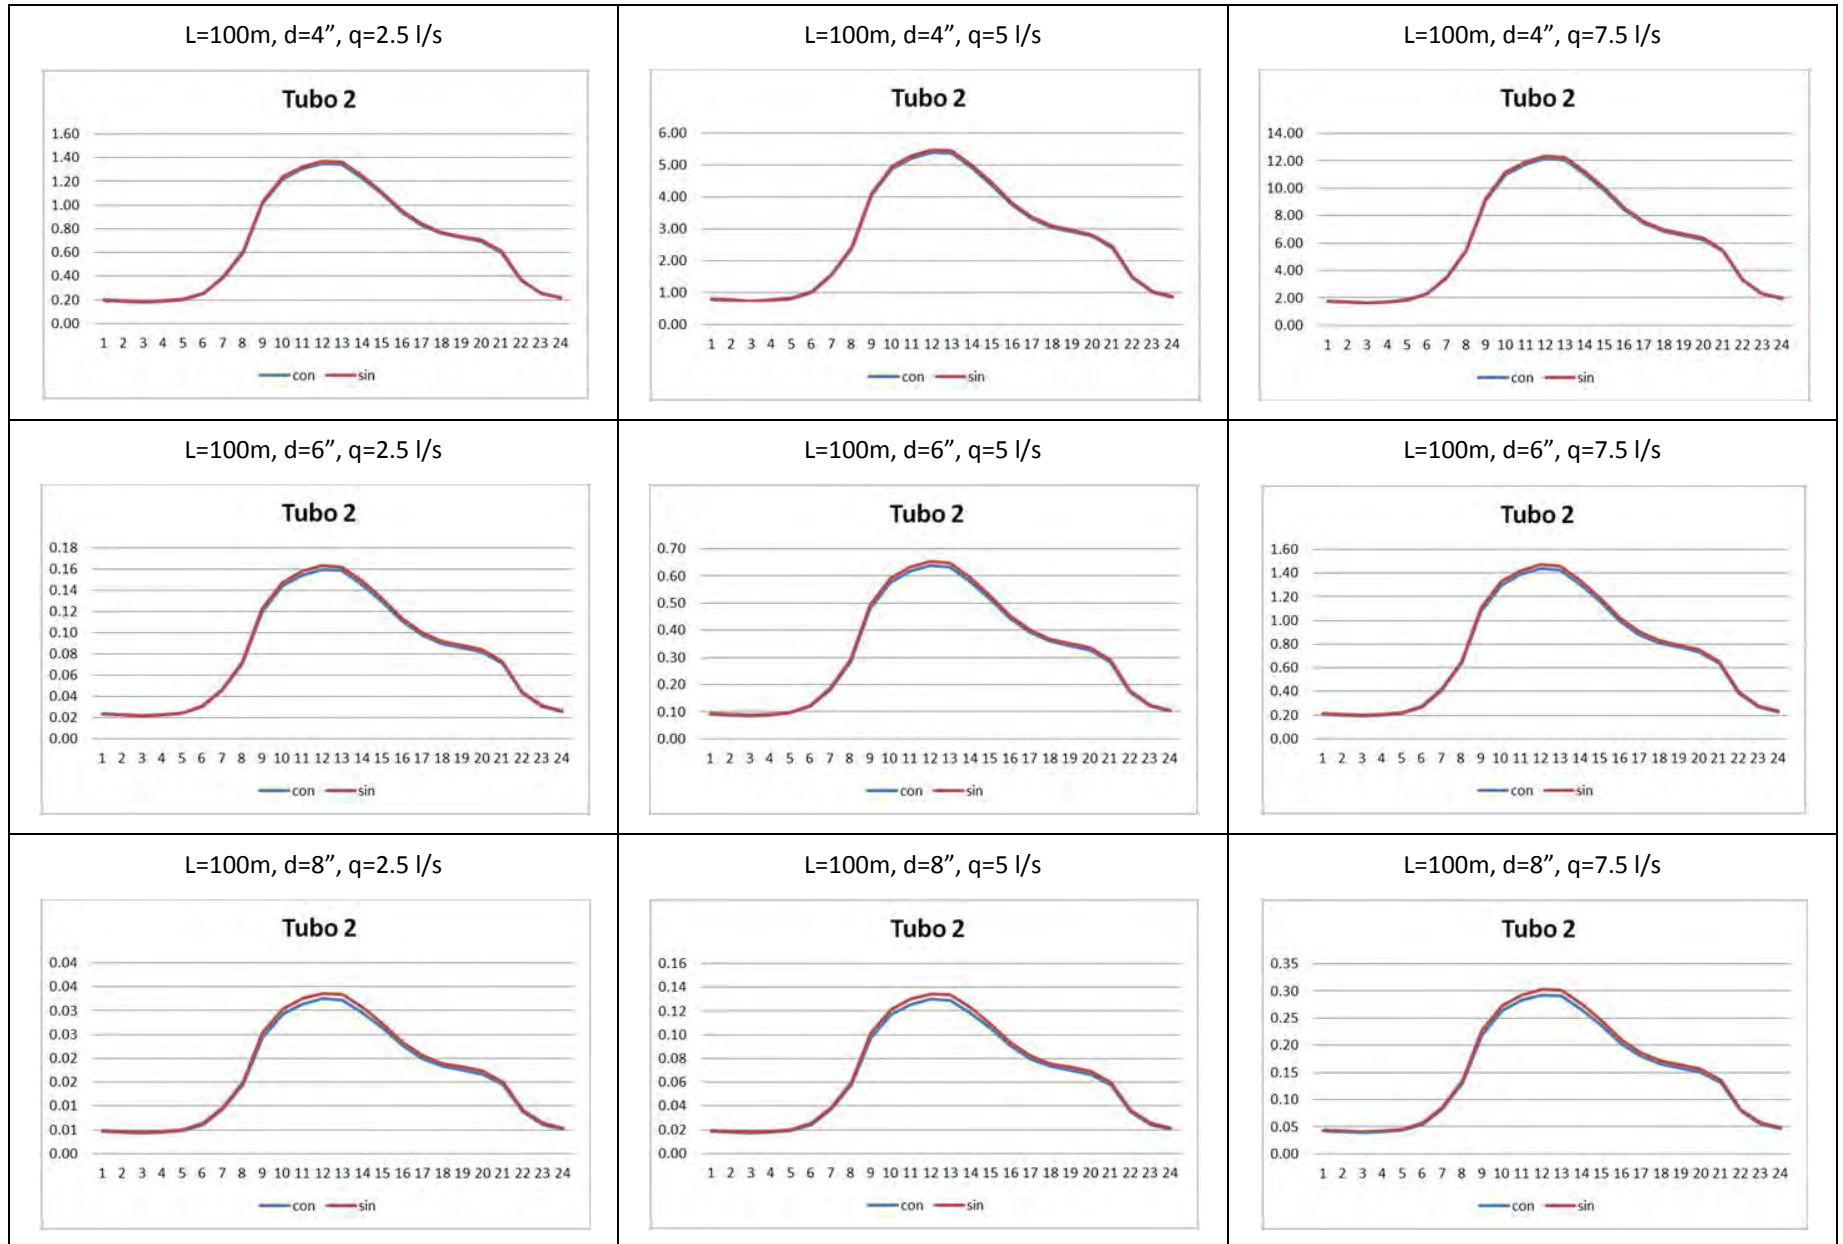 L=100m, d=4”, q=2.5 l/s
Tubo 2
1.60
1.40
1.20
1.00
0.80
0.60
0.40
0.20
0.00
1 2 3 4 5 6 7 8 9 10 11 12 13 14 15 16 17 18 19 20 21 22 23 24
con sin
L=100m, d=4”, q=5 l/s
Tubo 2
6.00
5.00
4.00
3.00
2.00
1.00
0.00
1 2 3 4 5 6 7 8 9 10 11 12 13 14 15 16 17 18 19 20 21 22 23 24
con sin
L=100m, d=4”, q=7.5 l/s
Tubo 2
14.00
12.00
10.00
8.00
6.00
4.00
2.00
0.00
1 2 3 4 5 6 7 8 9 10 11 12 13 14 15 16 17 18 19 20 21 22 23 24
con sin
L=100m, d=6”, q=2.5 l/s
Tubo 2
0.18
0.16
0.14
0.12
0.10
0.08
0.06
0.04
0.02
0.00
1 2 3 4 5 6 7 8 9 10 11 12 13 14 15 16 17 18 19 20 21 22 23 24
con sin
L=100m, d=6”, q=5 l/s
Tubo 2
0.70
0.60
0.50
0.40
0.30
0.20
0.10
0.00
1 2 3 4 5 6 7 8 9 10 11 12 13 14 15 16 17 18 19 20 21 22 23 24
con sin
L=100m, d=6”, q=7.5 l/s
Tubo 2
1.60
1.40
1.20
1.00
0.80
0.60
0.40
0.20
0.00
1 2 3 4 5 6 7 8 9 10 11 12 13 14 15 16 17 18 19 20 21 22 23 24
con sin
L=100m, d=8”, q=2.5 l/s
Tubo 2
0.04
0.04
0.03
0.03
0.02
0.02
0.01
0.01
0.00
1 2 3 4 5 6 7 8 9 10 11 12 13 14 15 16 17 18 19 20 21 22 23 24
con sin
L=100m, d=8”, q=5 l/s
Tubo 2
0.16
0.14
0.12
0.10
0.08
0.06
0.04
0.02
0.00
1 2 3 4 5 6 7 8 9 10 11 12 13 14 15 16 17 18 19 20 21 22 23 24
con sin
L=100m, d=8”, q=7.5 l/s
Tubo 2
0.35
0.30
0.25
0.20
0.15
0.10
0.05
0.00
1 2 3 4 5 6 7 8 9 10 11 12 13 14 15 16 17 18 19 20 21 22 23 24
con sin